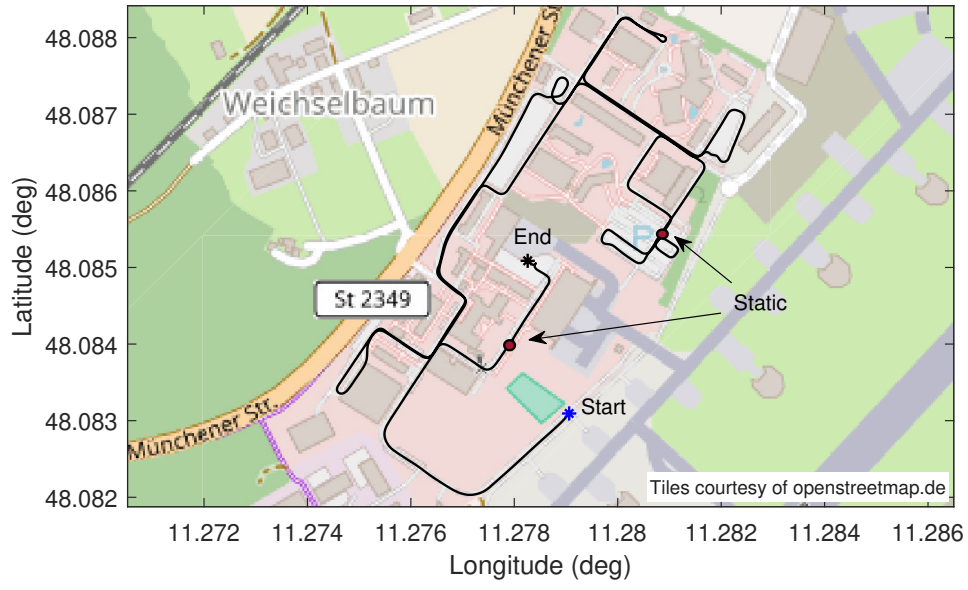 Latitude (deg)
48.088
48.087
48.086
48.085
48.084
48.083
48.082
Weichselbaum
Münchener St
P
End
St 2349
Static
Start
Münchener Str.
Tiles courtesy of openstreetmap.de
11.272
11.274
11.276
11.278
11.28
11.282
11.284
11.286
Longitude (deg)